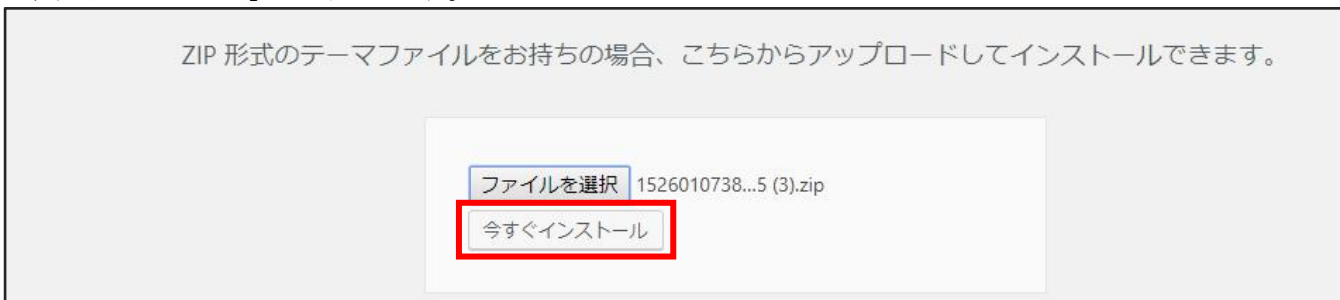 ZIP 形式のテーマファイルをお持ちの場合、こちらからアップロードしてインストールできます。
ファイルを選択 1526010738...5 (3).zip
今すぐインストール